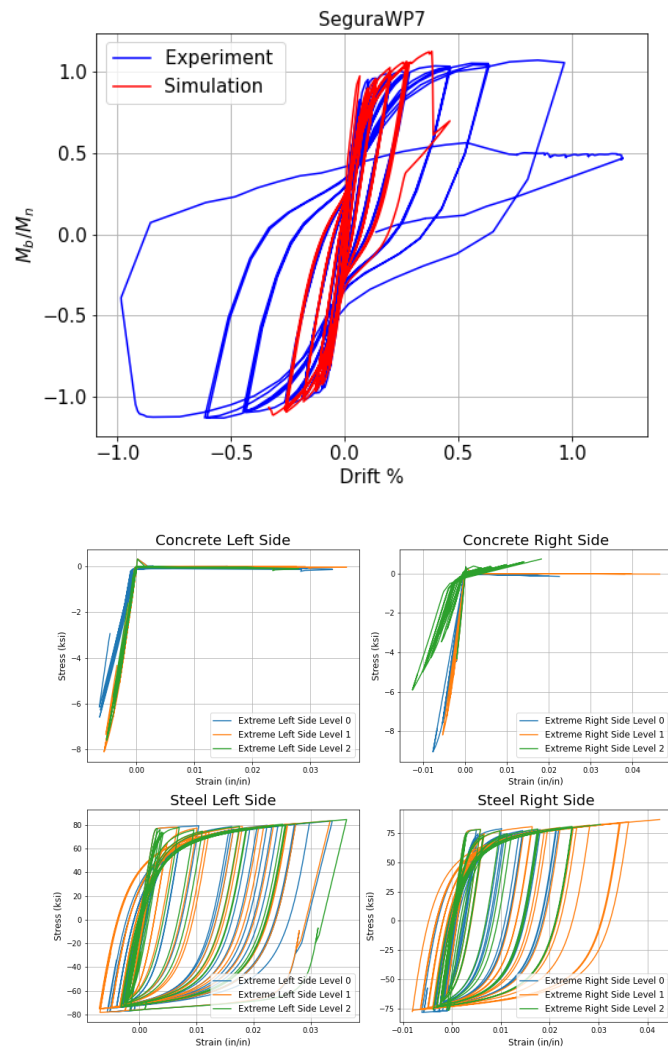 SeguraWP7
Experiment
Simulation
1.0
0.5
0.0
−0.5
−1.0
M_b/M_n
−1.0 −0.5 0.0 0.5 1.0
Drift %
Concrete Left Side
0
−2
−4
−6
−8
Stress (ksi)
Extreme Left Side Level 0
Extreme Left Side Level 1
Extreme Left Side Level 2
0.00 0.01 0.02 0.03
Strain (in/in)
Concrete Right Side
0
−2
−4
−6
−8
Stress (ksi)
Extreme Right Side Level 0
Extreme Right Side Level 1
Extreme Right Side Level 2
−0.01 0.00 0.01 0.02 0.03 0.04
Strain (in/in)
Steel Left Side
80
60
40
20
0
−20
−40
−60
−80
Stress (ksi)
Extreme Left Side Level 0
Extreme Left Side Level 1
Extreme Left Side Level 2
0.00 0.01 0.02 0.03
Strain (in/in)
Steel Right Side
75
50
25
0
−25
−50
−75
Stress (ksi)
Extreme Right Side Level 0
Extreme Right Side Level 1
Extreme Right Side Level 2
−0.01 0.00 0.01 0.02 0.03 0.04
Strain (in/in)